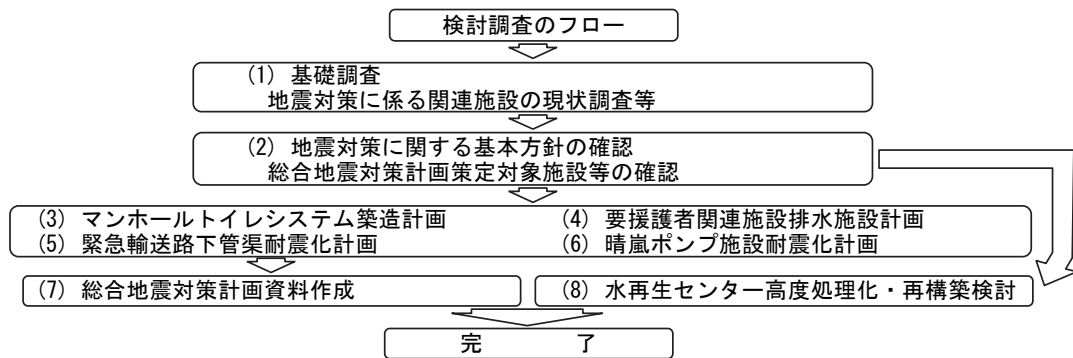 検討調査のフロー
(1) 基礎調査
地震対策に係る関連施設の現状調査等
(2) 地震対策に関する基本方針の確認
総合地震対策計画策定対象施設等の確認
(3) マンホールトイレシステム築造計画 (4) 要援護者関連施設排水施設計画
(5) 緊急輸送路下管渠耐震化計画 (6) 晴嵐ポンプ施設耐震化計画
(7) 総合地震対策計画資料作成 (8) 水再生センター高度処理化・再構築検討
完 了